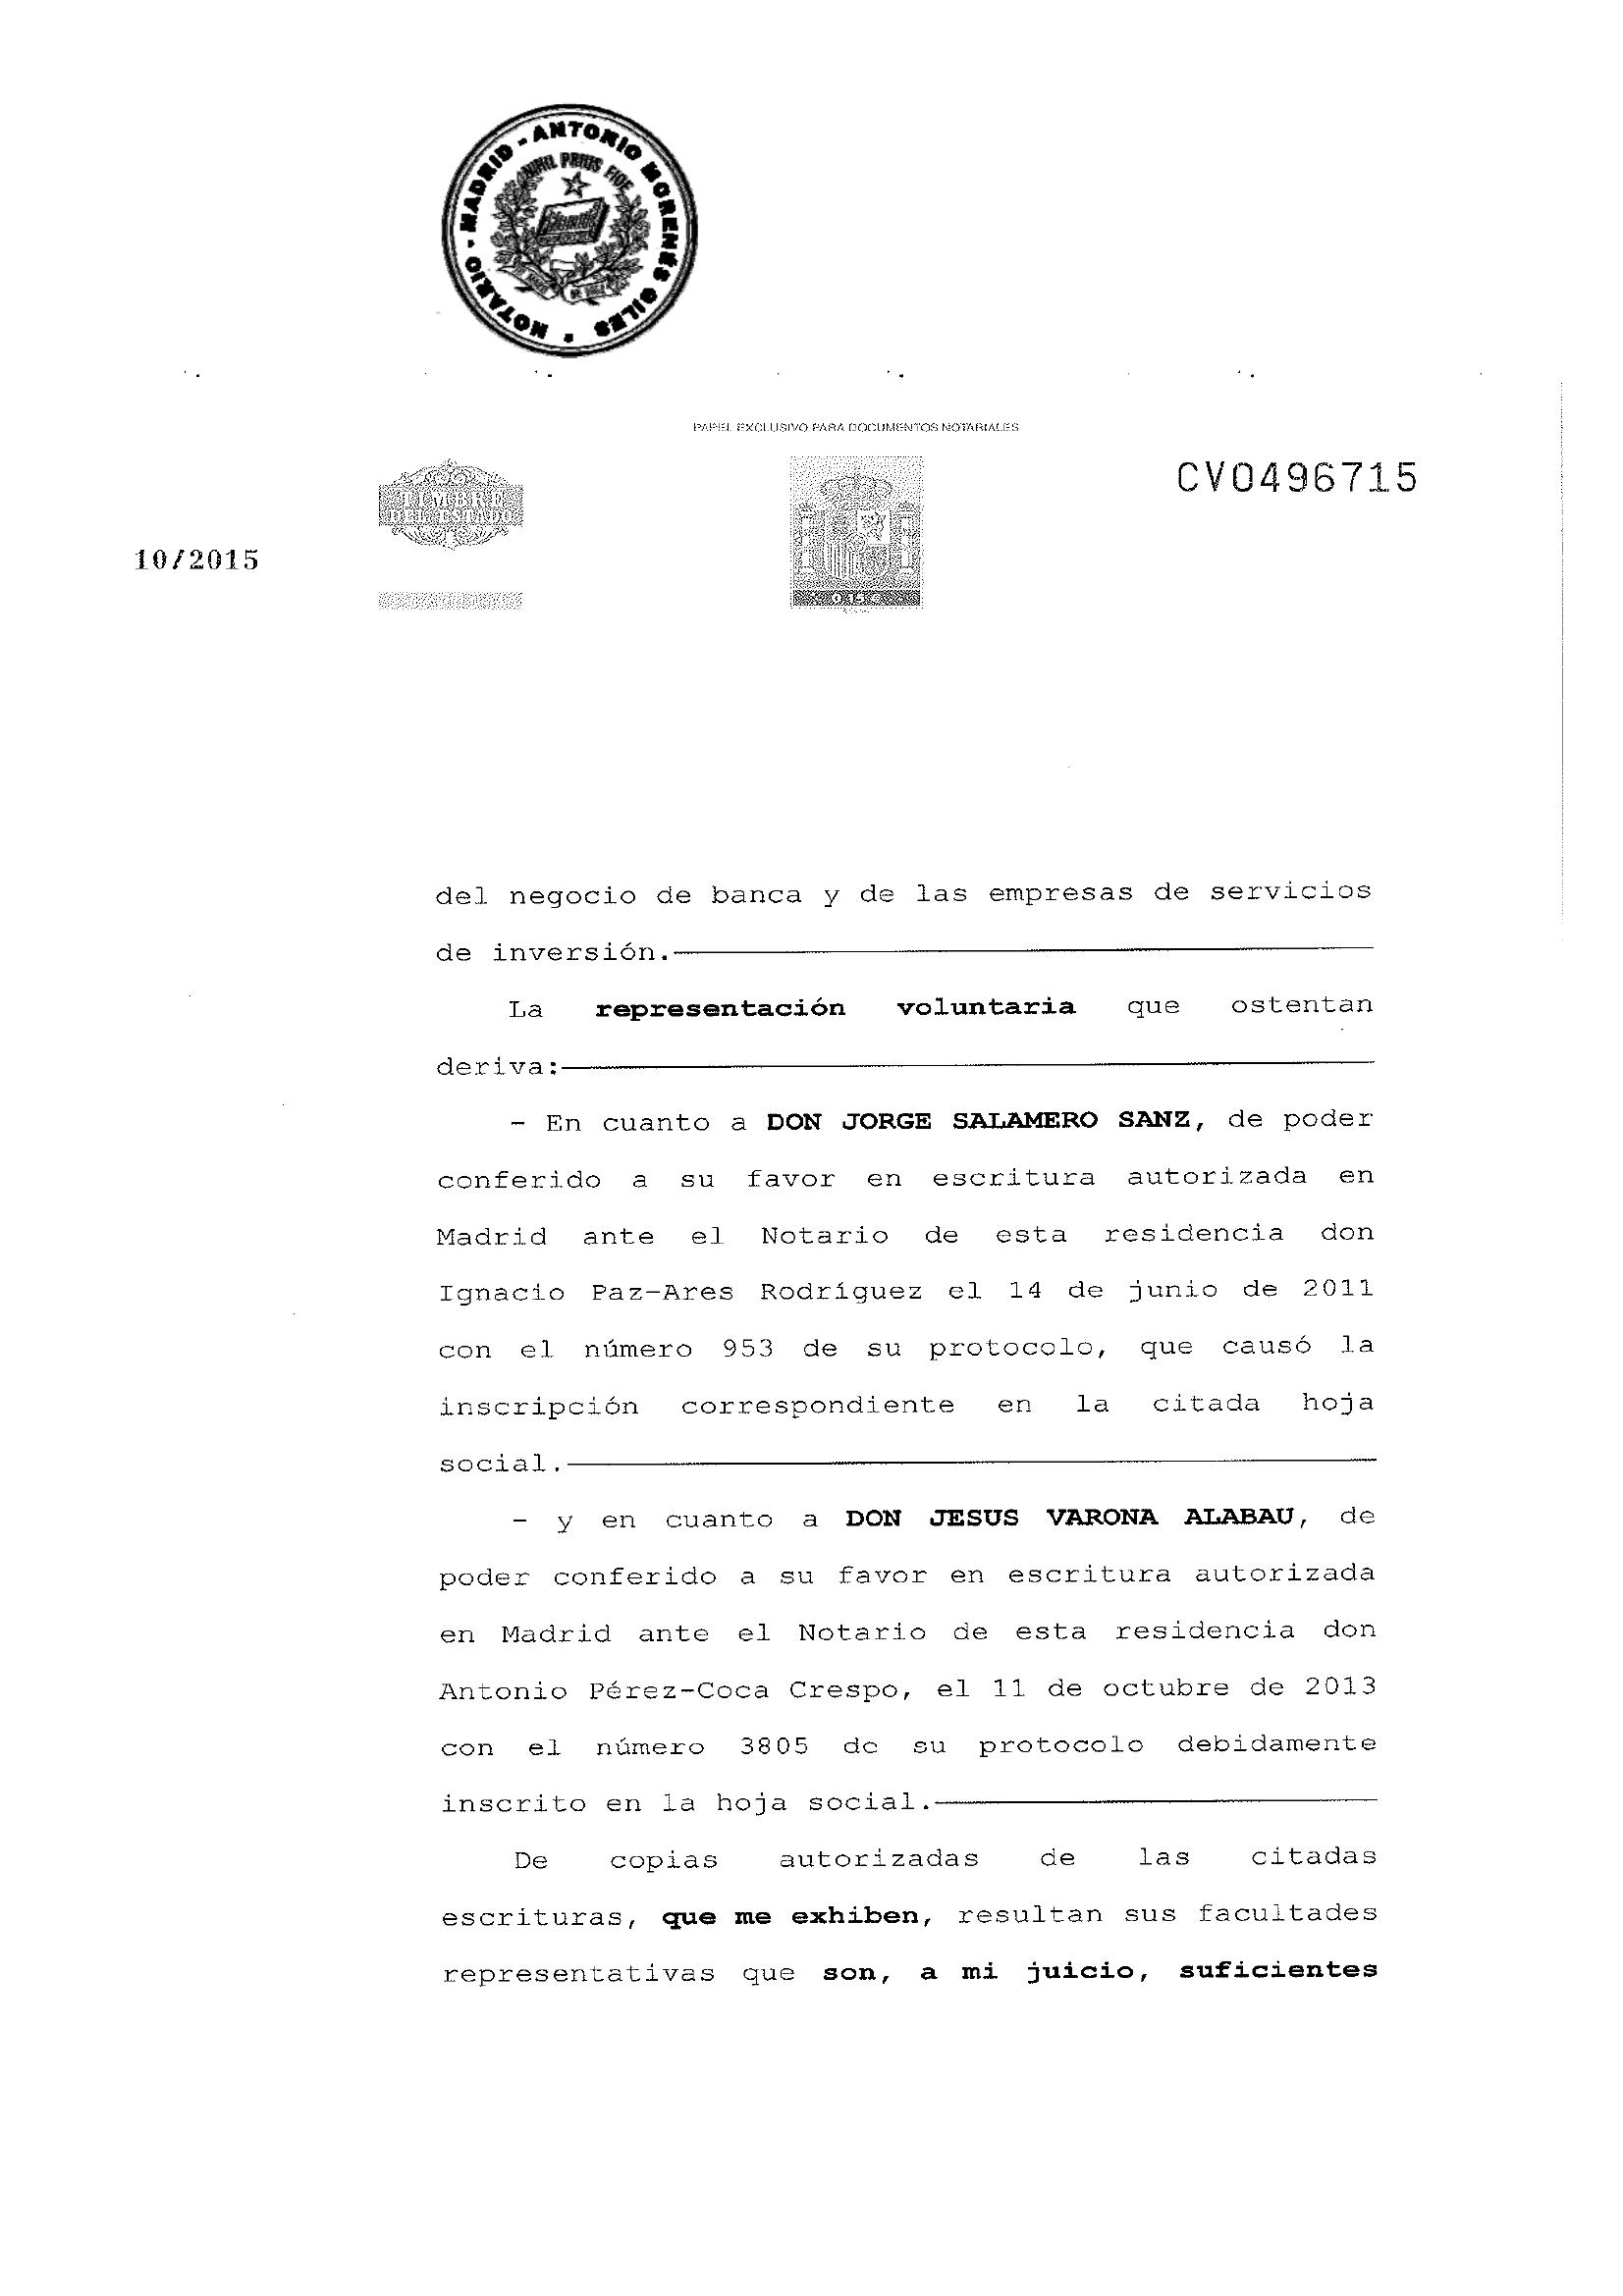 NOTARIO - MADRID - ANTONIO MORENÉS GILES
NIHIL PRIUS FIDE
PAPEL EXCLUSIVO PARA DOCUMENTOS NOTARIALES
TIMBRE
DEL ESTADO
CV0496715
10/2015
0,15 €
del negocio de banca y de las empresas de servicios
de inversión.
La representación voluntaria que ostentan
deriva:
- En cuanto a DON JORGE SALAMERO SANZ, de poder
conferido a su favor en escritura autorizada en
Madrid ante el Notario de esta residencia don
Ignacio Paz-Ares Rodríguez el 14 de junio de 2011
con el número 953 de su protocolo, que causó la
inscripción correspondiente en la citada hoja
social.
- y en cuanto a DON JESUS VARONA ALABAU, de
poder conferido a su favor en escritura autorizada
en Madrid ante el Notario de esta residencia don
Antonio Pérez-Coca Crespo, el 11 de octubre de 2013
con el número 3805 de su protocolo debidamente
inscrito en la hoja social.
De copias autorizadas de las citadas
escrituras, que me exhiben, resultan sus facultades
representativas que son, a mi juicio, suficientes